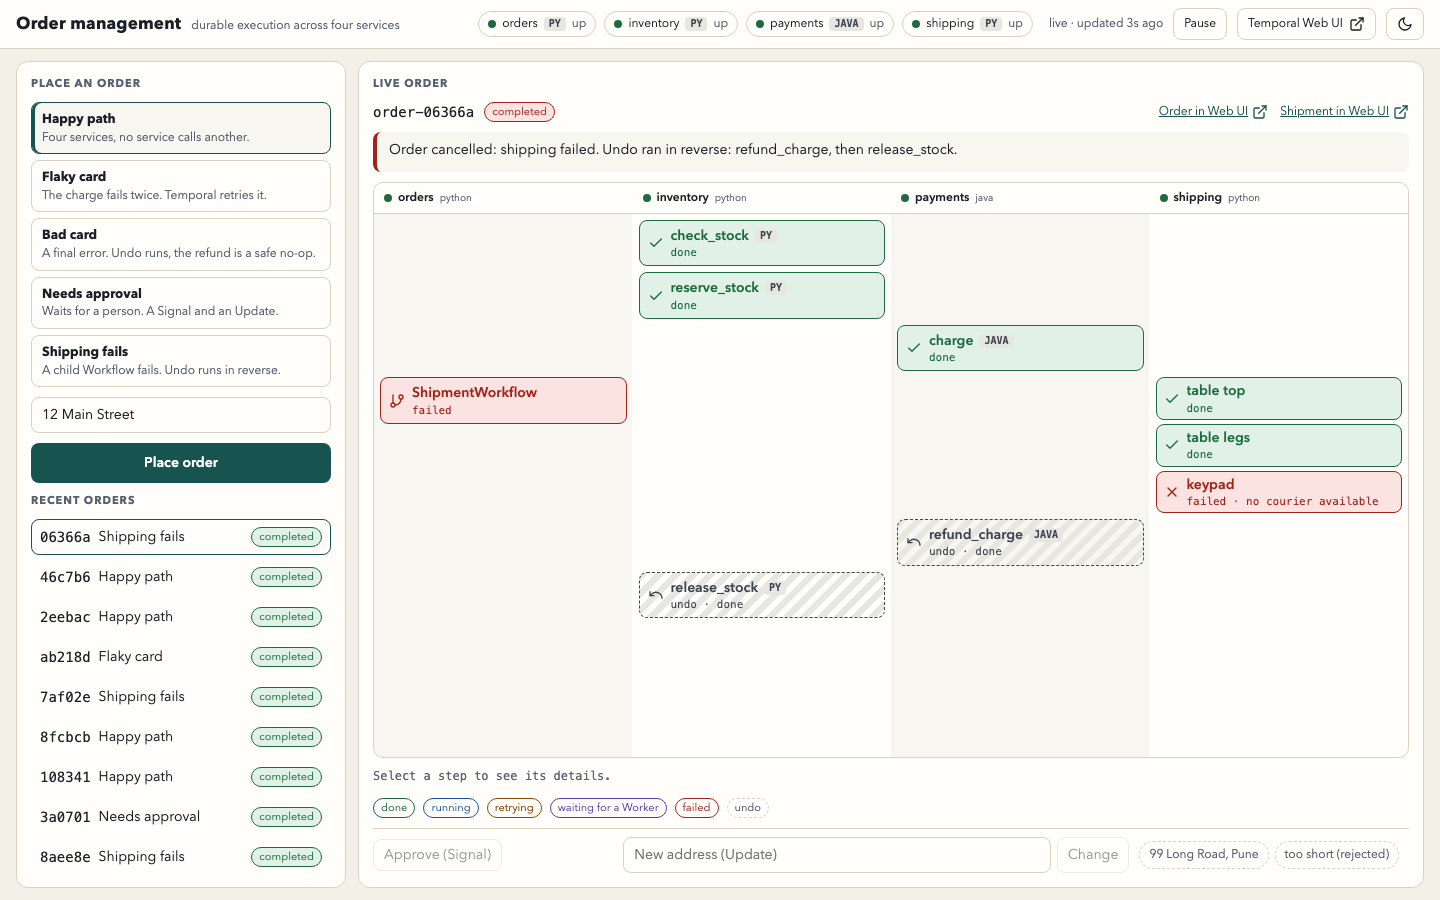 Order management durable execution across four services
orders PY up
inventory PY up
payments JAVA up
shipping PY up
live · updated 3s ago
Pause
Temporal Web UI
PLACE AN ORDER
Happy path
Four services, no service calls another.
Flaky card
The charge fails twice. Temporal retries it.
Bad card
A final error. Undo runs, the refund is a safe no-op.
Needs approval
Waits for a person. A Signal and an Update.
Shipping fails
A child Workflow fails. Undo runs in reverse.
12 Main Street
Place order
RECENT ORDERS
06366a Shipping fails completed
46c7b6 Happy path completed
2eebac Happy path completed
ab218d Flaky card completed
7af02e Shipping fails completed
8fcbcb Happy path completed
108341 Happy path completed
3a0701 Needs approval completed
8aee8e Shipping fails completed
LIVE ORDER
order-06366a completed
Order in Web UI
Shipment in Web UI
Order cancelled: shipping failed. Undo ran in reverse: refund_charge, then release_stock.
orders python
inventory python
payments java
shipping python
check_stock PY
done
reserve_stock PY
done
charge JAVA
done
ShipmentWorkflow
failed
table top
done
table legs
done
keypad
failed · no courier available
refund_charge JAVA
undo · done
release_stock PY
undo · done
Select a step to see its details.
done running retrying waiting for a Worker failed undo
Approve (Signal)
New address (Update)
Change
99 Long Road, Pune
too short (rejected)